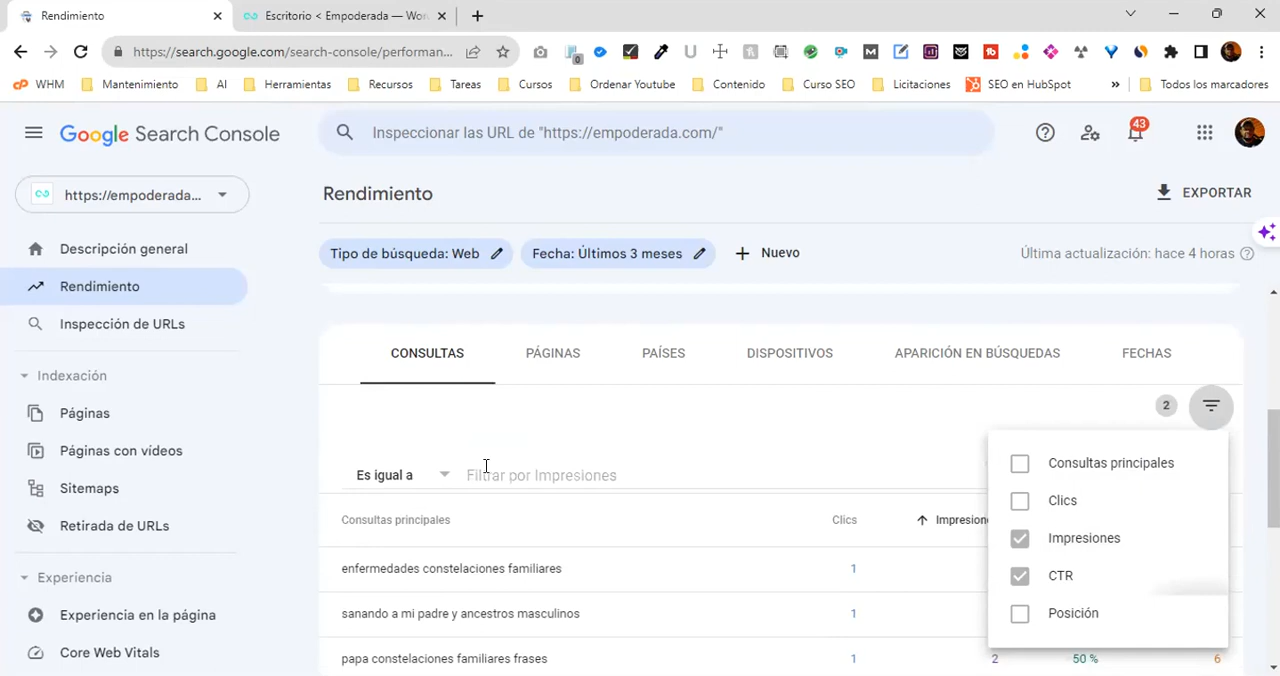 Rendimiento
Escritorio < Empoderada — Wor
https://search.google.com/search-console/performan...
WHM
Mantenimiento
AI
Herramientas
Recursos
Tareas
Cursos
Ordenar Youtube
Contenido
Curso SEO
Licitaciones
SEO en HubSpot
»
Todos los marcadores
Google Search Console
Inspeccionar las URL de "https://empoderada.com/"
43
https://empoderada...
Rendimiento
EXPORTAR
Tipo de búsqueda: Web
Fecha: Últimos 3 meses
Nuevo
Última actualización: hace 4 horas
Descripción general
Rendimiento
Inspección de URLs
Indexación
Páginas
Páginas con vídeos
Sitemaps
Retirada de URLs
Experiencia
Experiencia en la página
Core Web Vitals
CONSULTAS
PÁGINAS
PAÍSES
DISPOSITIVOS
APARICIÓN EN BÚSQUEDAS
FECHAS
2
Es igual a
Filtrar por Impresiones
Consultas principales
Clics
Impresiones
CTR
Posición
Consultas principales
Clics
Impresion
enfermedades constelaciones familiares
1
sanando a mi padre y ancestros masculinos
1
papa constelaciones familiares frases
1
2
50 %
6